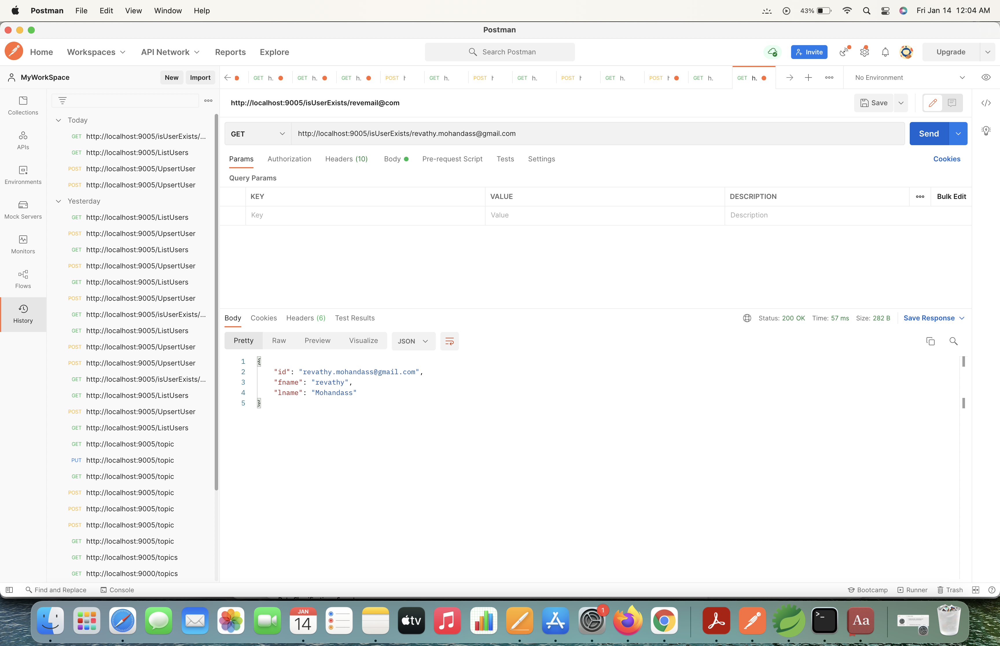 Postman File Edit View Window Help 43% Fri Jan 14 12:04 AM
Postman
Home Workspaces API Network Reports Explore Search Postman Invite Upgrade
MyWorkSpace New Import GET h. GET h. GET h. POST GET h. POST GET h. POST GET h. POST GET h. GET h. No Environment
http://localhost:9005/isUserExists/revemail@com Save
Collections
APIs
Environments
Mock Servers
Monitors
Flows
History
Today
GET http://localhost:9005/isUserExists/...
GET http://localhost:9005/ListUsers
POST http://localhost:9005/UpsertUser
POST http://localhost:9005/UpsertUser
Yesterday
GET http://localhost:9005/ListUsers
POST http://localhost:9005/UpsertUser
GET http://localhost:9005/ListUsers
POST http://localhost:9005/UpsertUser
GET http://localhost:9005/ListUsers
POST http://localhost:9005/UpsertUser
GET http://localhost:9005/isUserExists/...
GET http://localhost:9005/ListUsers
POST http://localhost:9005/UpsertUser
POST http://localhost:9005/UpsertUser
GET http://localhost:9005/isUserExists/...
GET http://localhost:9005/ListUsers
POST http://localhost:9005/UpsertUser
GET http://localhost:9005/ListUsers
GET http://localhost:9005/topic
PUT http://localhost:9005/topic
GET http://localhost:9005/topic
POST http://localhost:9005/topic
POST http://localhost:9005/topic
POST http://localhost:9005/topic
GET http://localhost:9005/topic
GET http://localhost:9005/topics
GET http://localhost:9000/topics
GET http://localhost:9005/isUserExists/revathy.mohandass@gmail.com Send
Params Authorization Headers (10) Body Pre-request Script Tests Settings Cookies
Query Params
KEY VALUE DESCRIPTION Bulk Edit
Key Value Description
Body Cookies Headers (6) Test Results Status: 200 OK Time: 57 ms Size: 282 B Save Response
Pretty Raw Preview Visualize JSON
1 {
2 "id": "revathy.mohandass@gmail.com",
3 "fname": "revathy",
4 "lname": "Mohandass"
5 }
Find and Replace Console Bootcamp Runner Trash
JAN
14
tv
1
>_
Aa